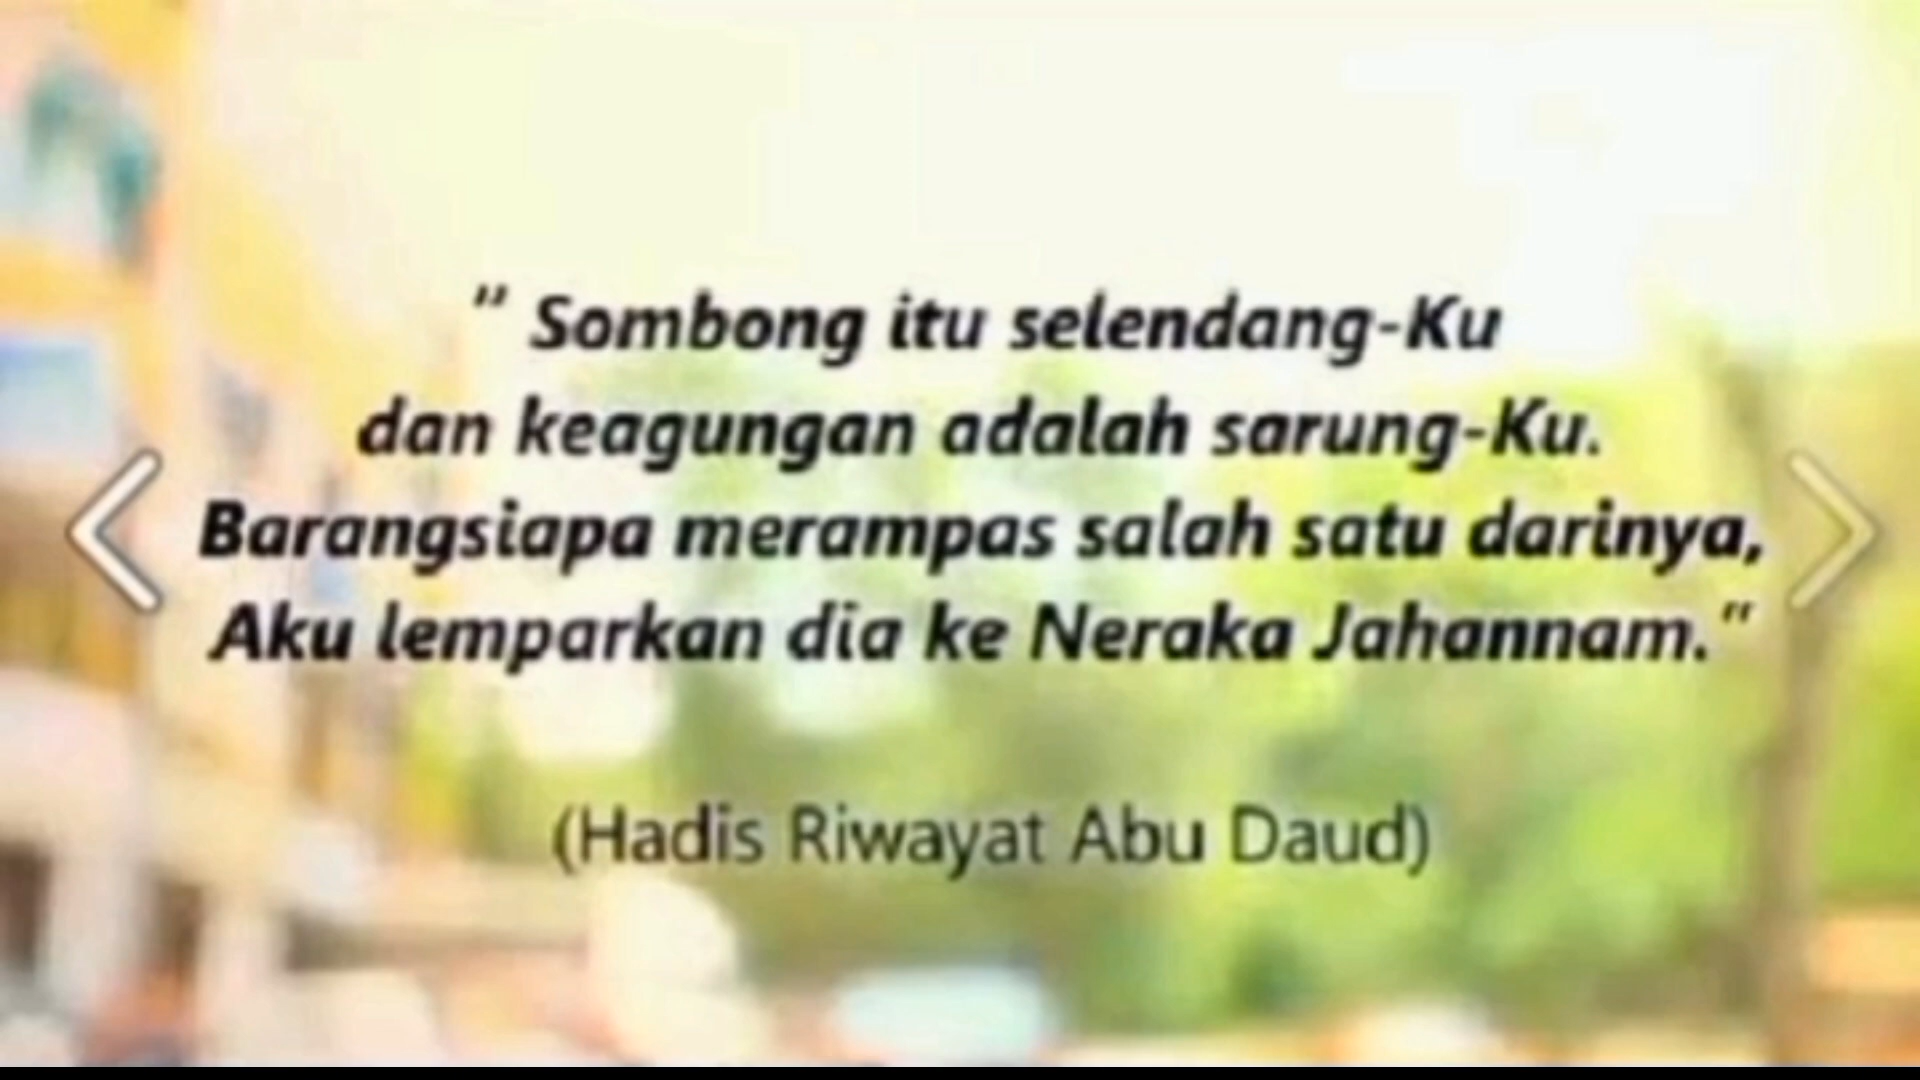 " Sombong itu selendang-Ku
dan keagungan adalah sarung-Ku.
Barangsiapa merampas salah satu darinya,
Aku lemparkan dia ke Neraka Jahannam."
(Hadis Riwayat Abu Daud)